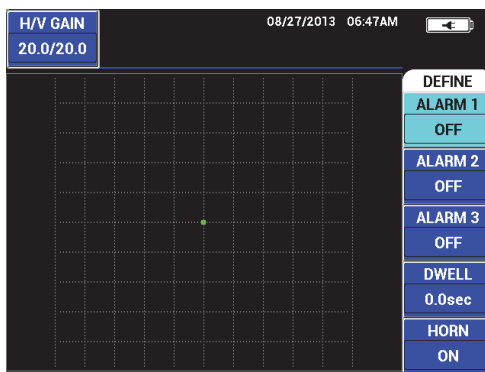 H/V GAIN
20.0/20.0
08/27/2013 06:47AM
DEFINE
ALARM 1
OFF
ALARM 2
OFF
ALARM 3
OFF
DWELL
0.0sec
HORN
ON